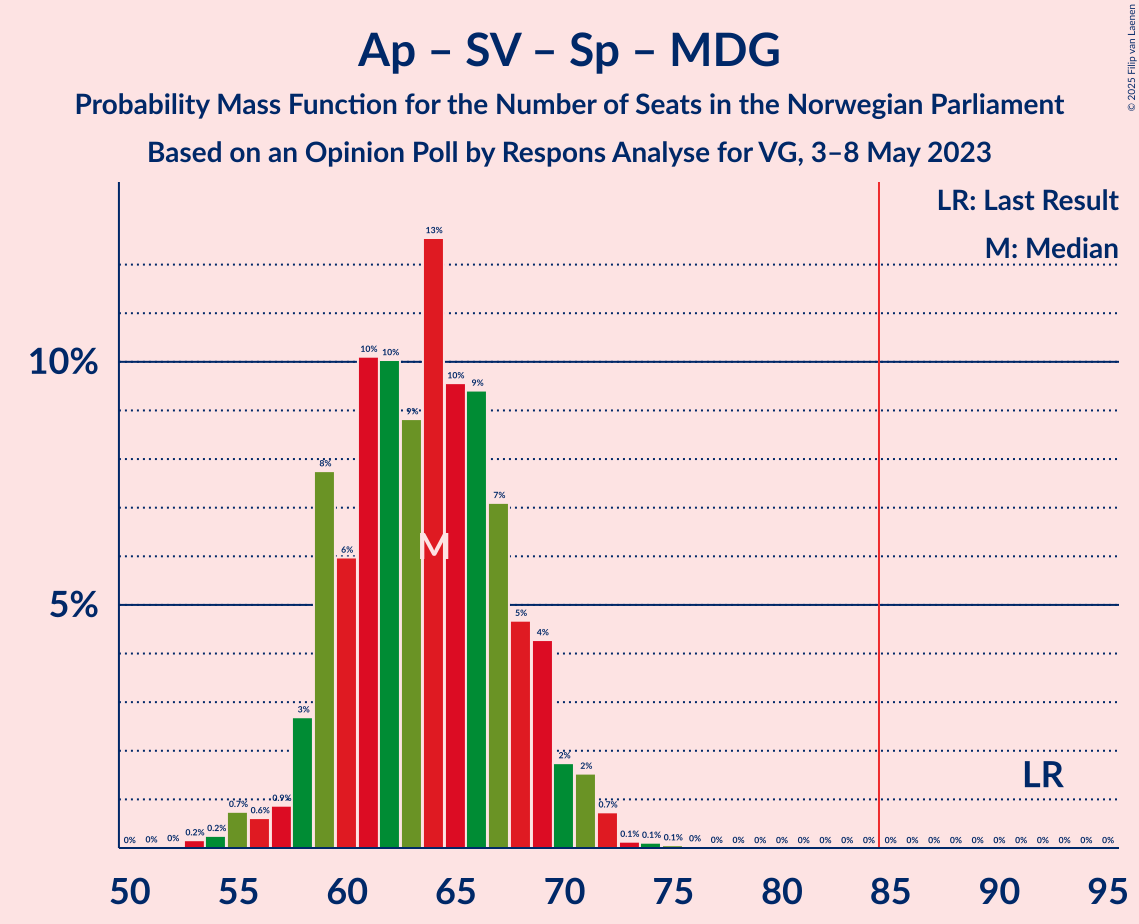 Ap – SV – Sp – MDG
Probability Mass Function for the Number of Seats in the Norwegian Parliament
Based on an Opinion Poll by Respons Analyse for VG, 3–8 May 2023
© 2025 Filip van Laenen
LR: Last Result
M: Median
10%
5%
0% 0% 0% 0.2% 0.2% 0.7% 0.6% 0.9% 3% 8% 6% 10% 10% 9% 13% 10% 9% 7% 5% 4% 2% 2% 0.7% 0.1% 0.1% 0.1% 0% 0% 0% 0% 0% 0% 0% 0% 0% 0% 0% 0% 0% 0% 0% 0% 0% 0% 0% 0%
M
LR
50 55 60 65 70 75 80 85 90 95